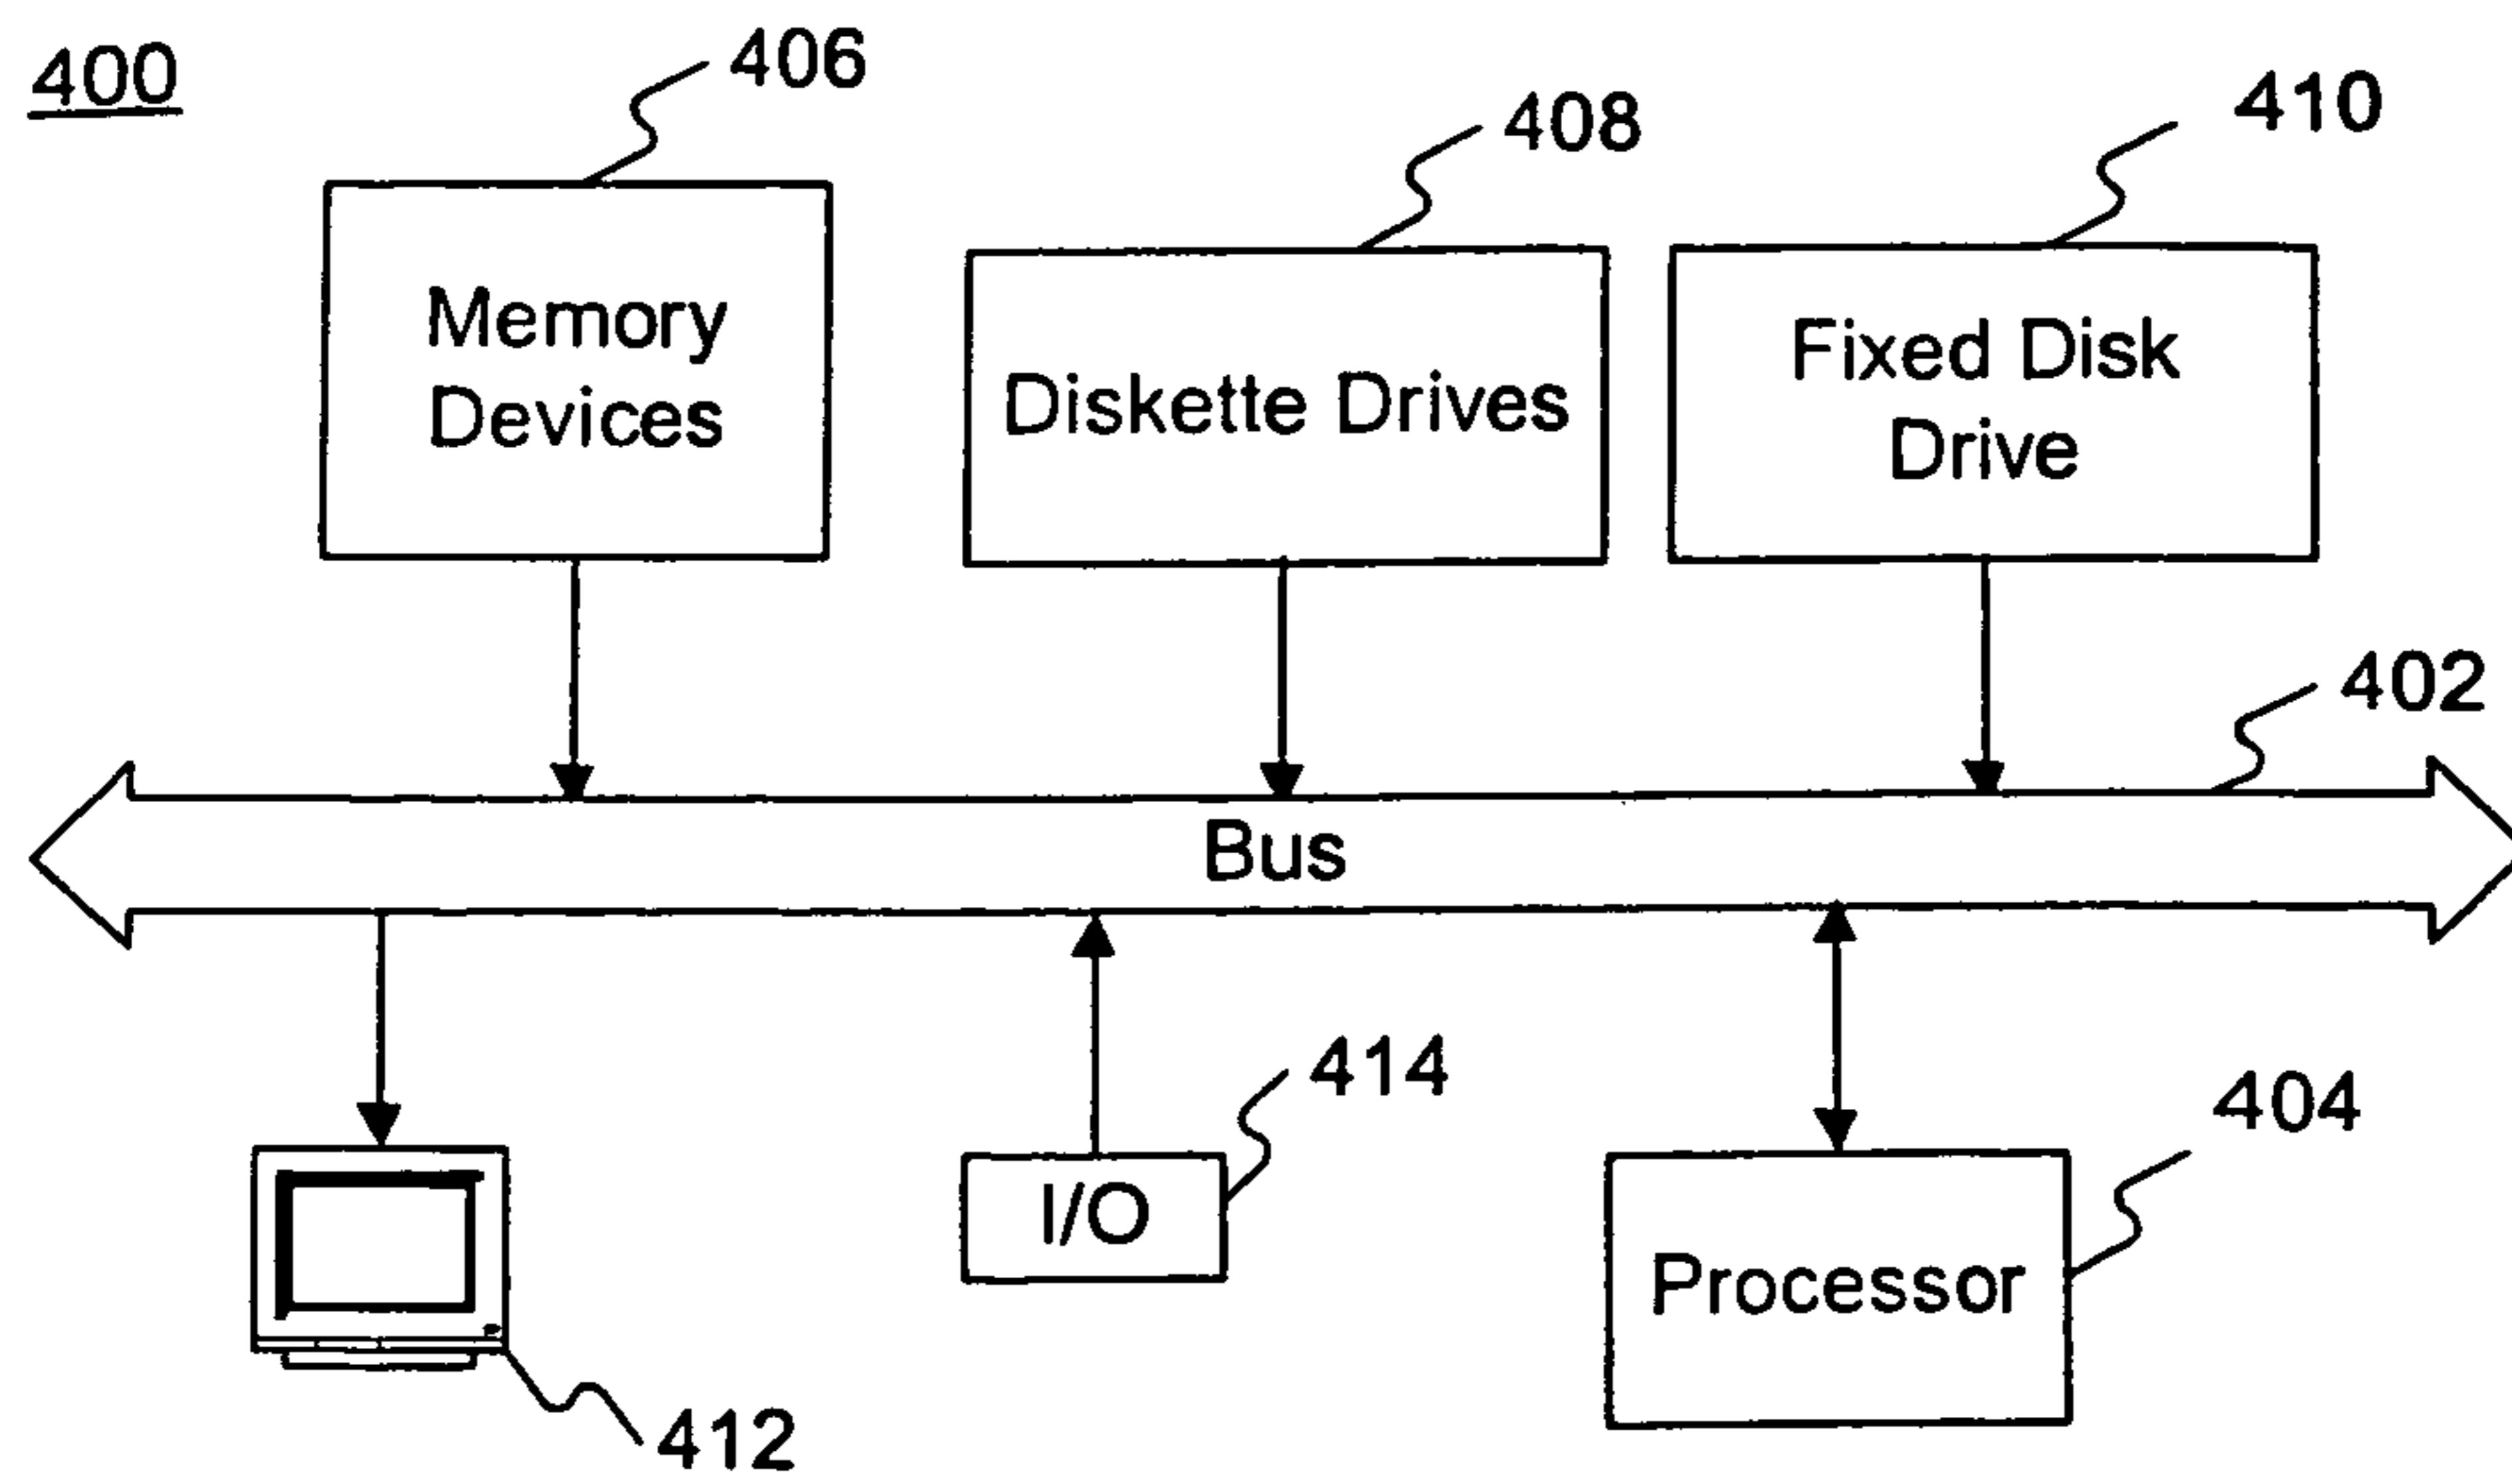 400
406
408
410
Memory
Devices
Diskette Drives
Fixed Disk
Drive
402
Bus
414
404
I/O
Processor
412